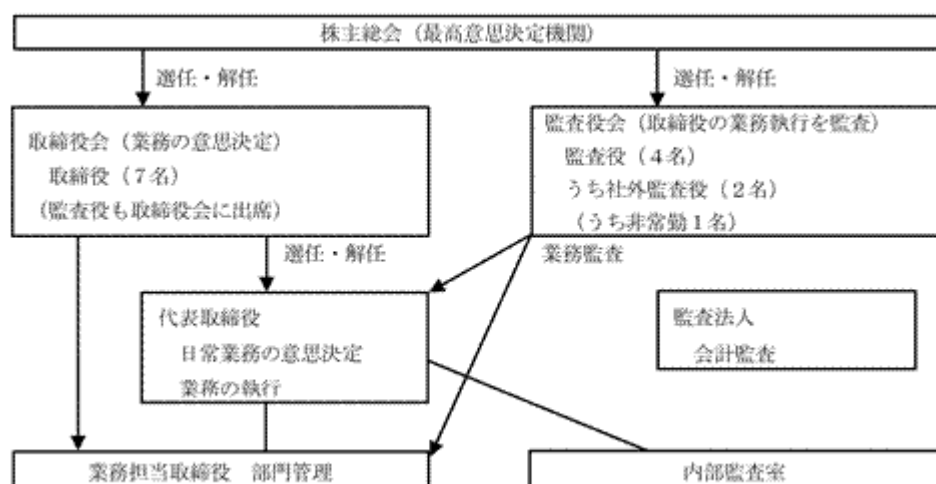 株主総会（最高意思決定機関）
選任・解任
選任・解任
取締役会（業務の意思決定）
取締役（７名）
（監査役も取締役会に出席）
監査役会（取締役の業務執行を監査）
監査役（４名）
うち社外監査役（２名）
（うち非常勤１名）
選任・解任
業務監査
代表取締役
日常業務の意思決定
業務の執行
監査法人
会計監査
業務担当取締役　部門管理
内部監査室